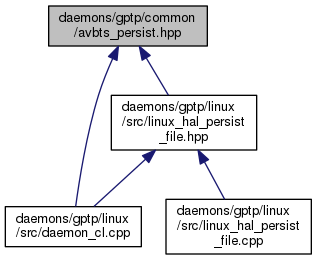 daemons/gptp/common
/avbts_persist.hpp
daemons/gptp/linux
/src/linux_hal_persist
_file.hpp
daemons/gptp/linux
/src/daemon_cl.cpp
daemons/gptp/linux
/src/linux_hal_persist
_file.cpp